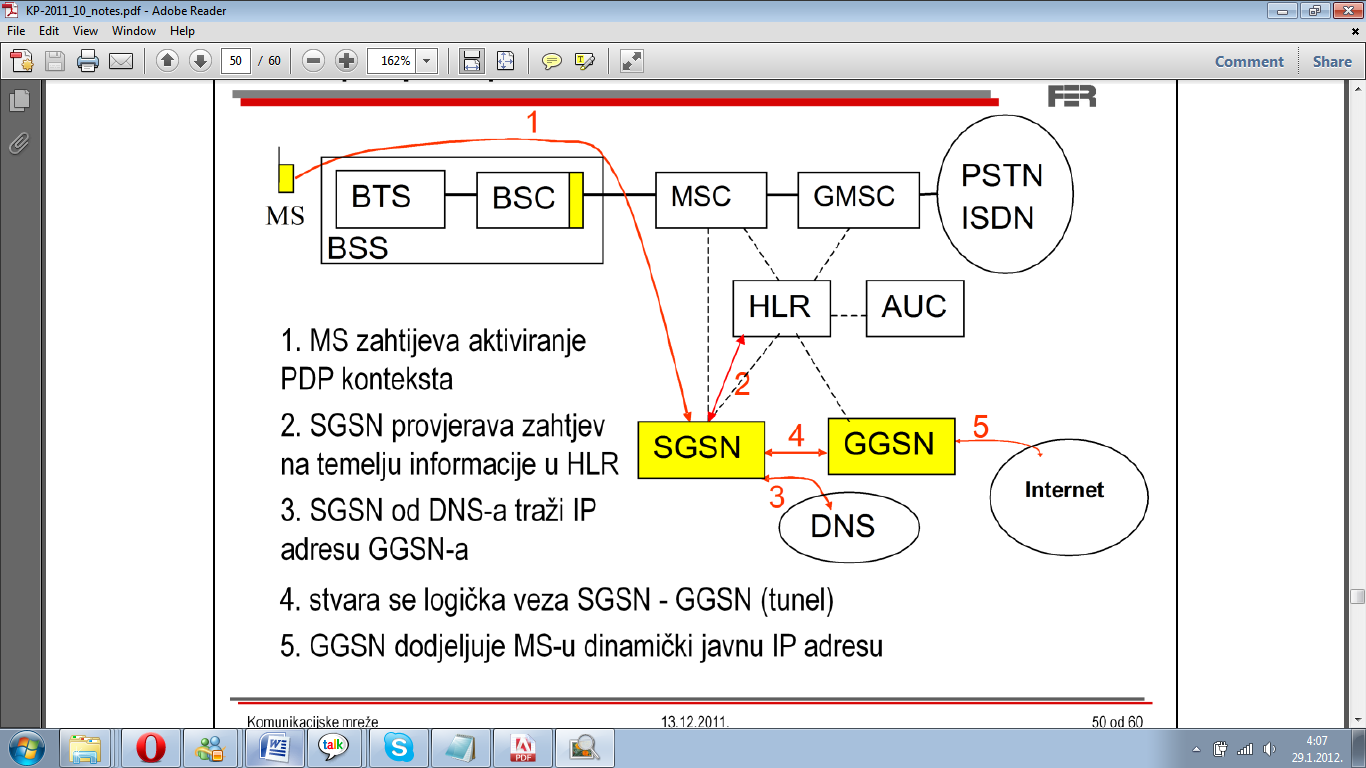 KP-2011_10_notes.pdf - Adobe Reader
File Edit View Window Help
50 / 60 162% Comment Share
FER
1
MS
BTS
BSC
BSS
MSC
GMSC
PSTN
ISDN
HLR
AUC
2
SGSN
4
GGSN
5
Internet
3
DNS
1. MS zahtijeva aktiviranje
PDP konteksta
2. SGSN provjerava zahtjev
na temelju informacije u HLR
3. SGSN od DNS-a traži IP
adresu GGSN-a
4. stvara se logička veza SGSN - GGSN (tunel)
5. GGSN dodjeljuje MS-u dinamički javnu IP adresu
Komunikacijske mreže 13.12.2011. 50 od 60
talk
PDF
4:07
29.1.2012.